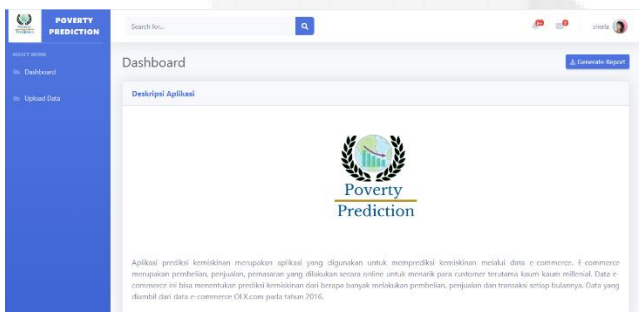 POVERTY
PREDICTION
Search for...
sheila
Dashboard
Generate Report
Dashboard
Upload Data
Deskripsi Aplikasi
Poverty
Prediction
Aplikasi prediksi kemiskinan merupakan aplikasi yang digunakan untuk memprediksi kemiskinan melalui data e-commerce. E-commerce
merupakan pembelian, penjualan, pemasaran yang dilakukan secara online untuk menarik para customer terutama kaum kaum millenial. Data e-
commerce ini bisa menentukan prediksi kemiskinan dari berapa banyak melakukan pembelian, penjualan dan transaksi setiap bulannya. Data yang
diambil dari data e-commerce OLX.com pada tahun 2016.